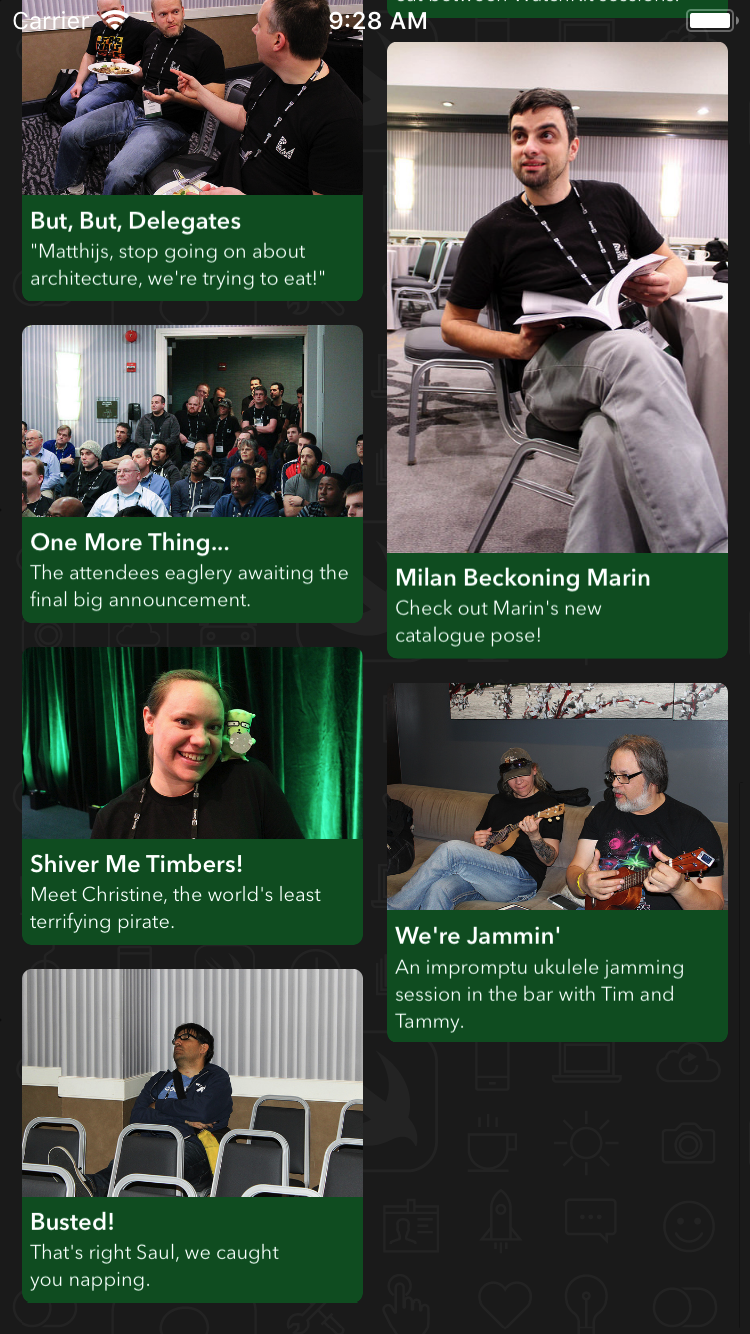 Carrier 9:28 AM
But, But, Delegates
"Matthijs, stop going on about
architecture, we're trying to eat!"
One More Thing...
The attendees eaglery awaiting the
final big announcement.
Shiver Me Timbers!
Meet Christine, the world's least
terrifying pirate.
Busted!
That's right Saul, we caught
you napping.
Milan Beckoning Marin
Check out Marin's new
catalogue pose!
We're Jammin'
An impromptu ukulele jamming
session in the bar with Tim and
Tammy.